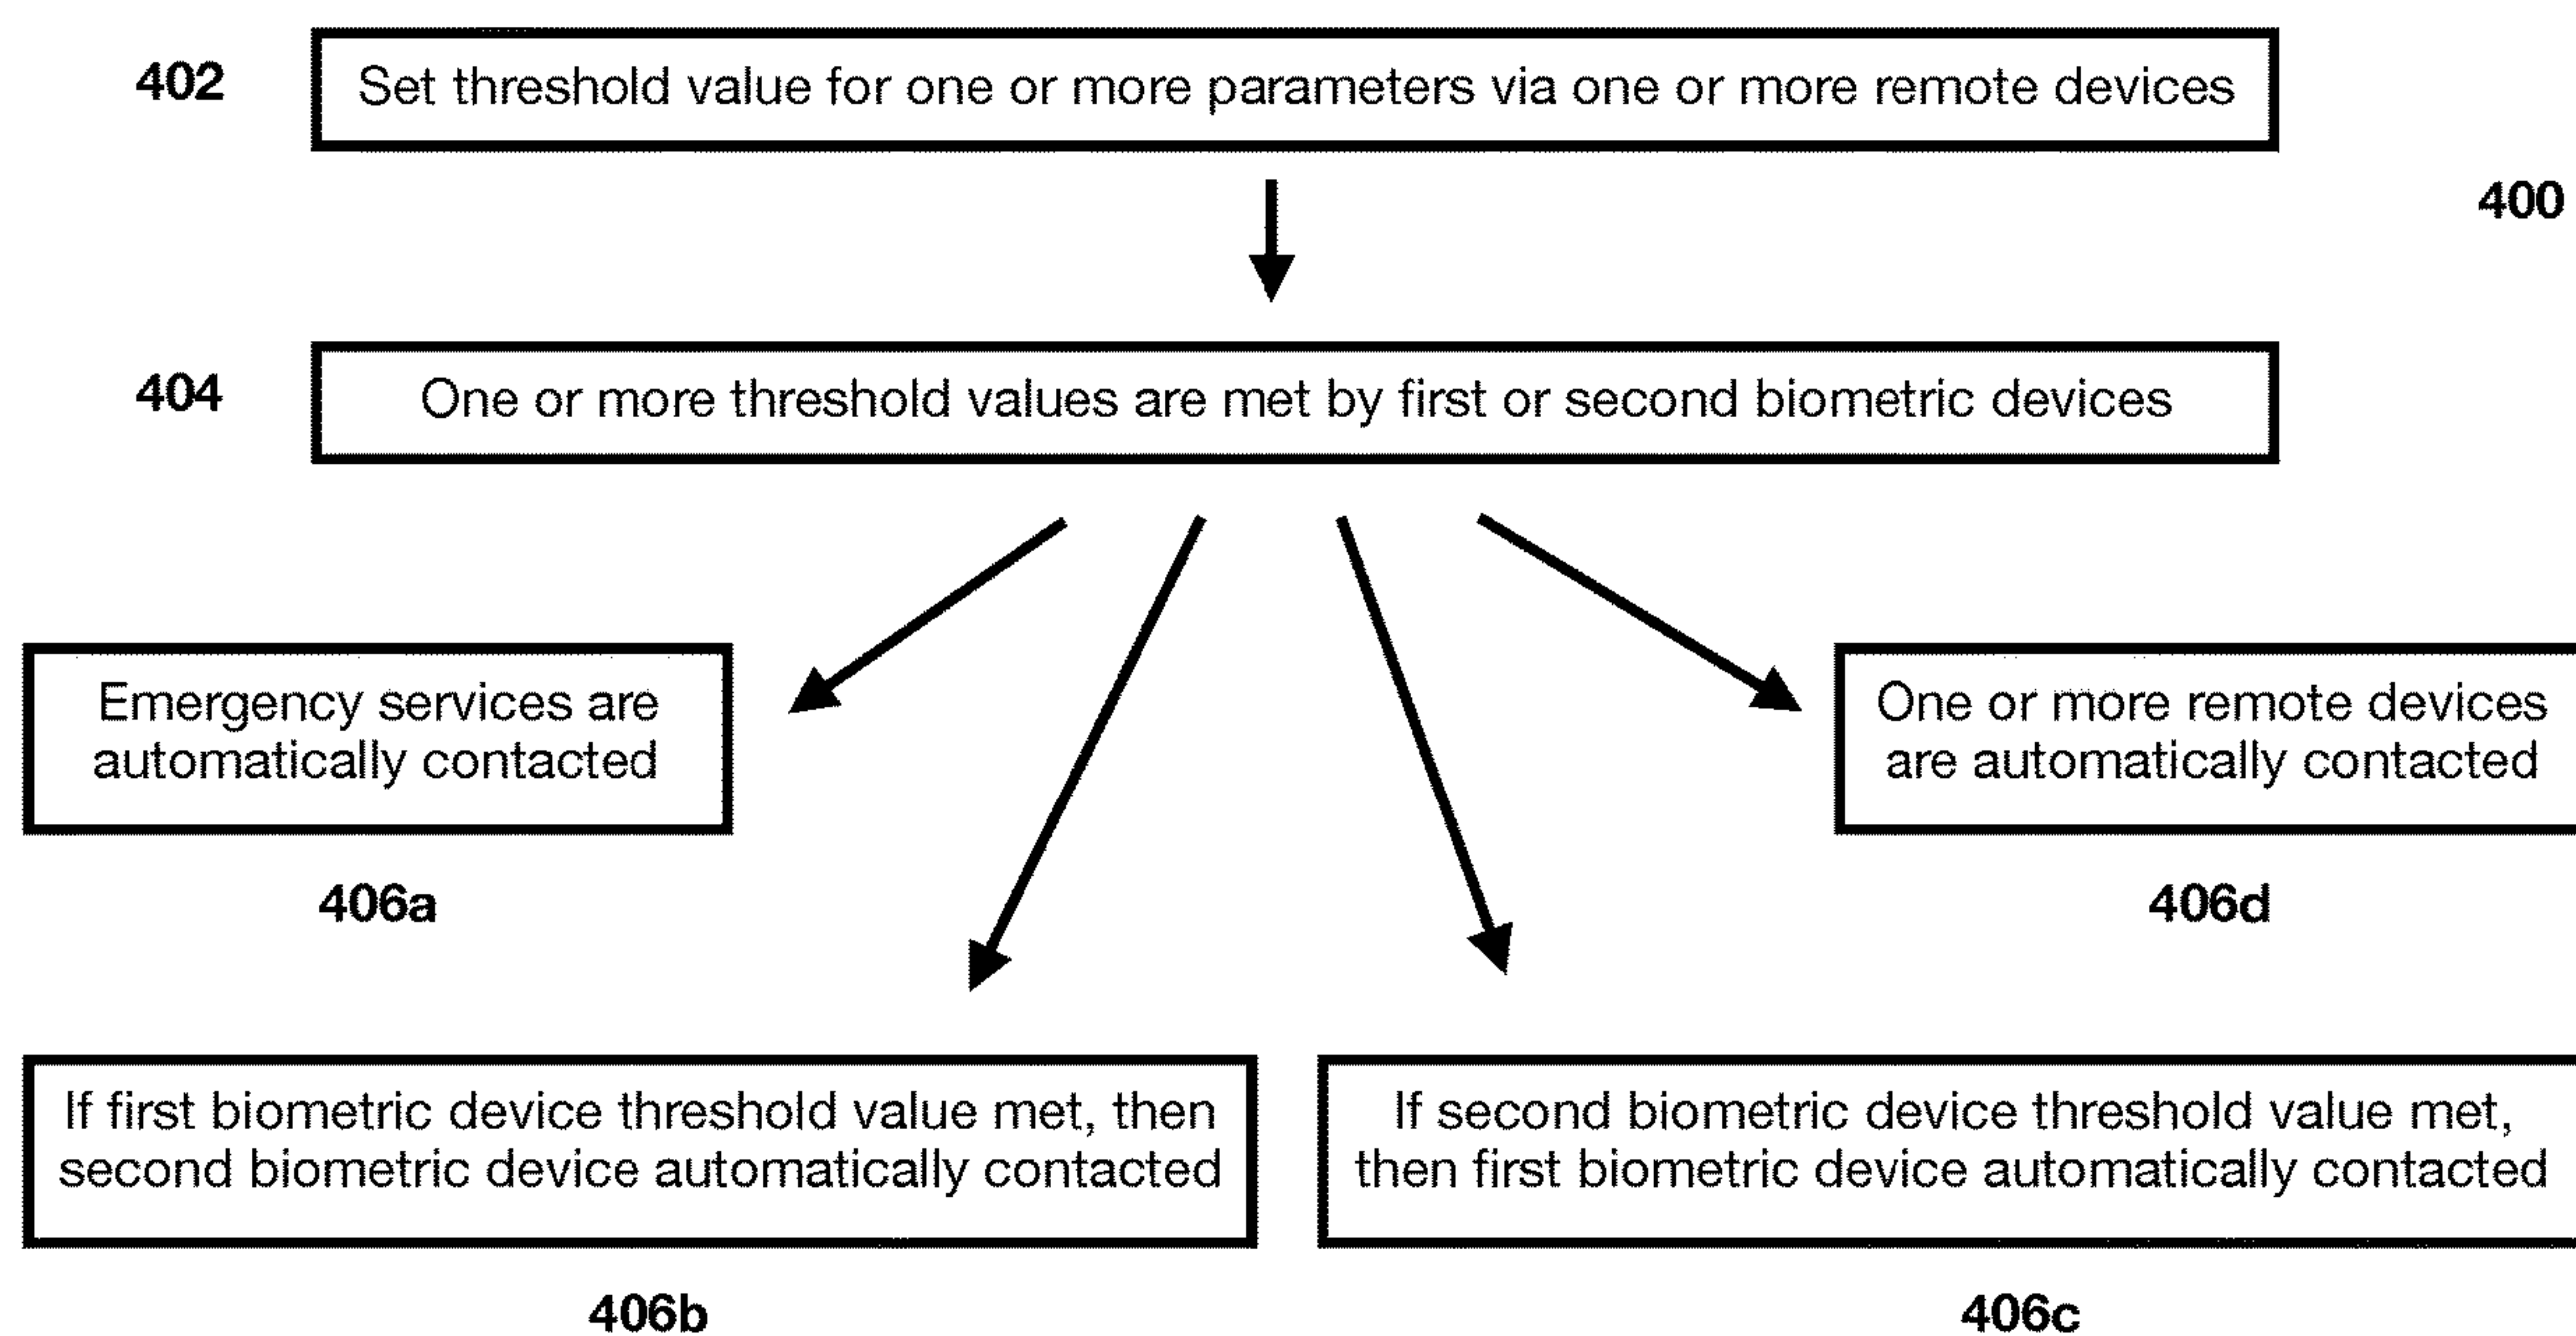 402
Set threshold value for one or more parameters via one or more remote devices
400
404
One or more threshold values are met by first or second biometric devices
Emergency services are
automatically contacted
406a
One or more remote devices
are automatically contacted
406d
If first biometric device threshold value met, then
second biometric device automatically contacted
406b
If second biometric device threshold value met,
then first biometric device automatically contacted
406c